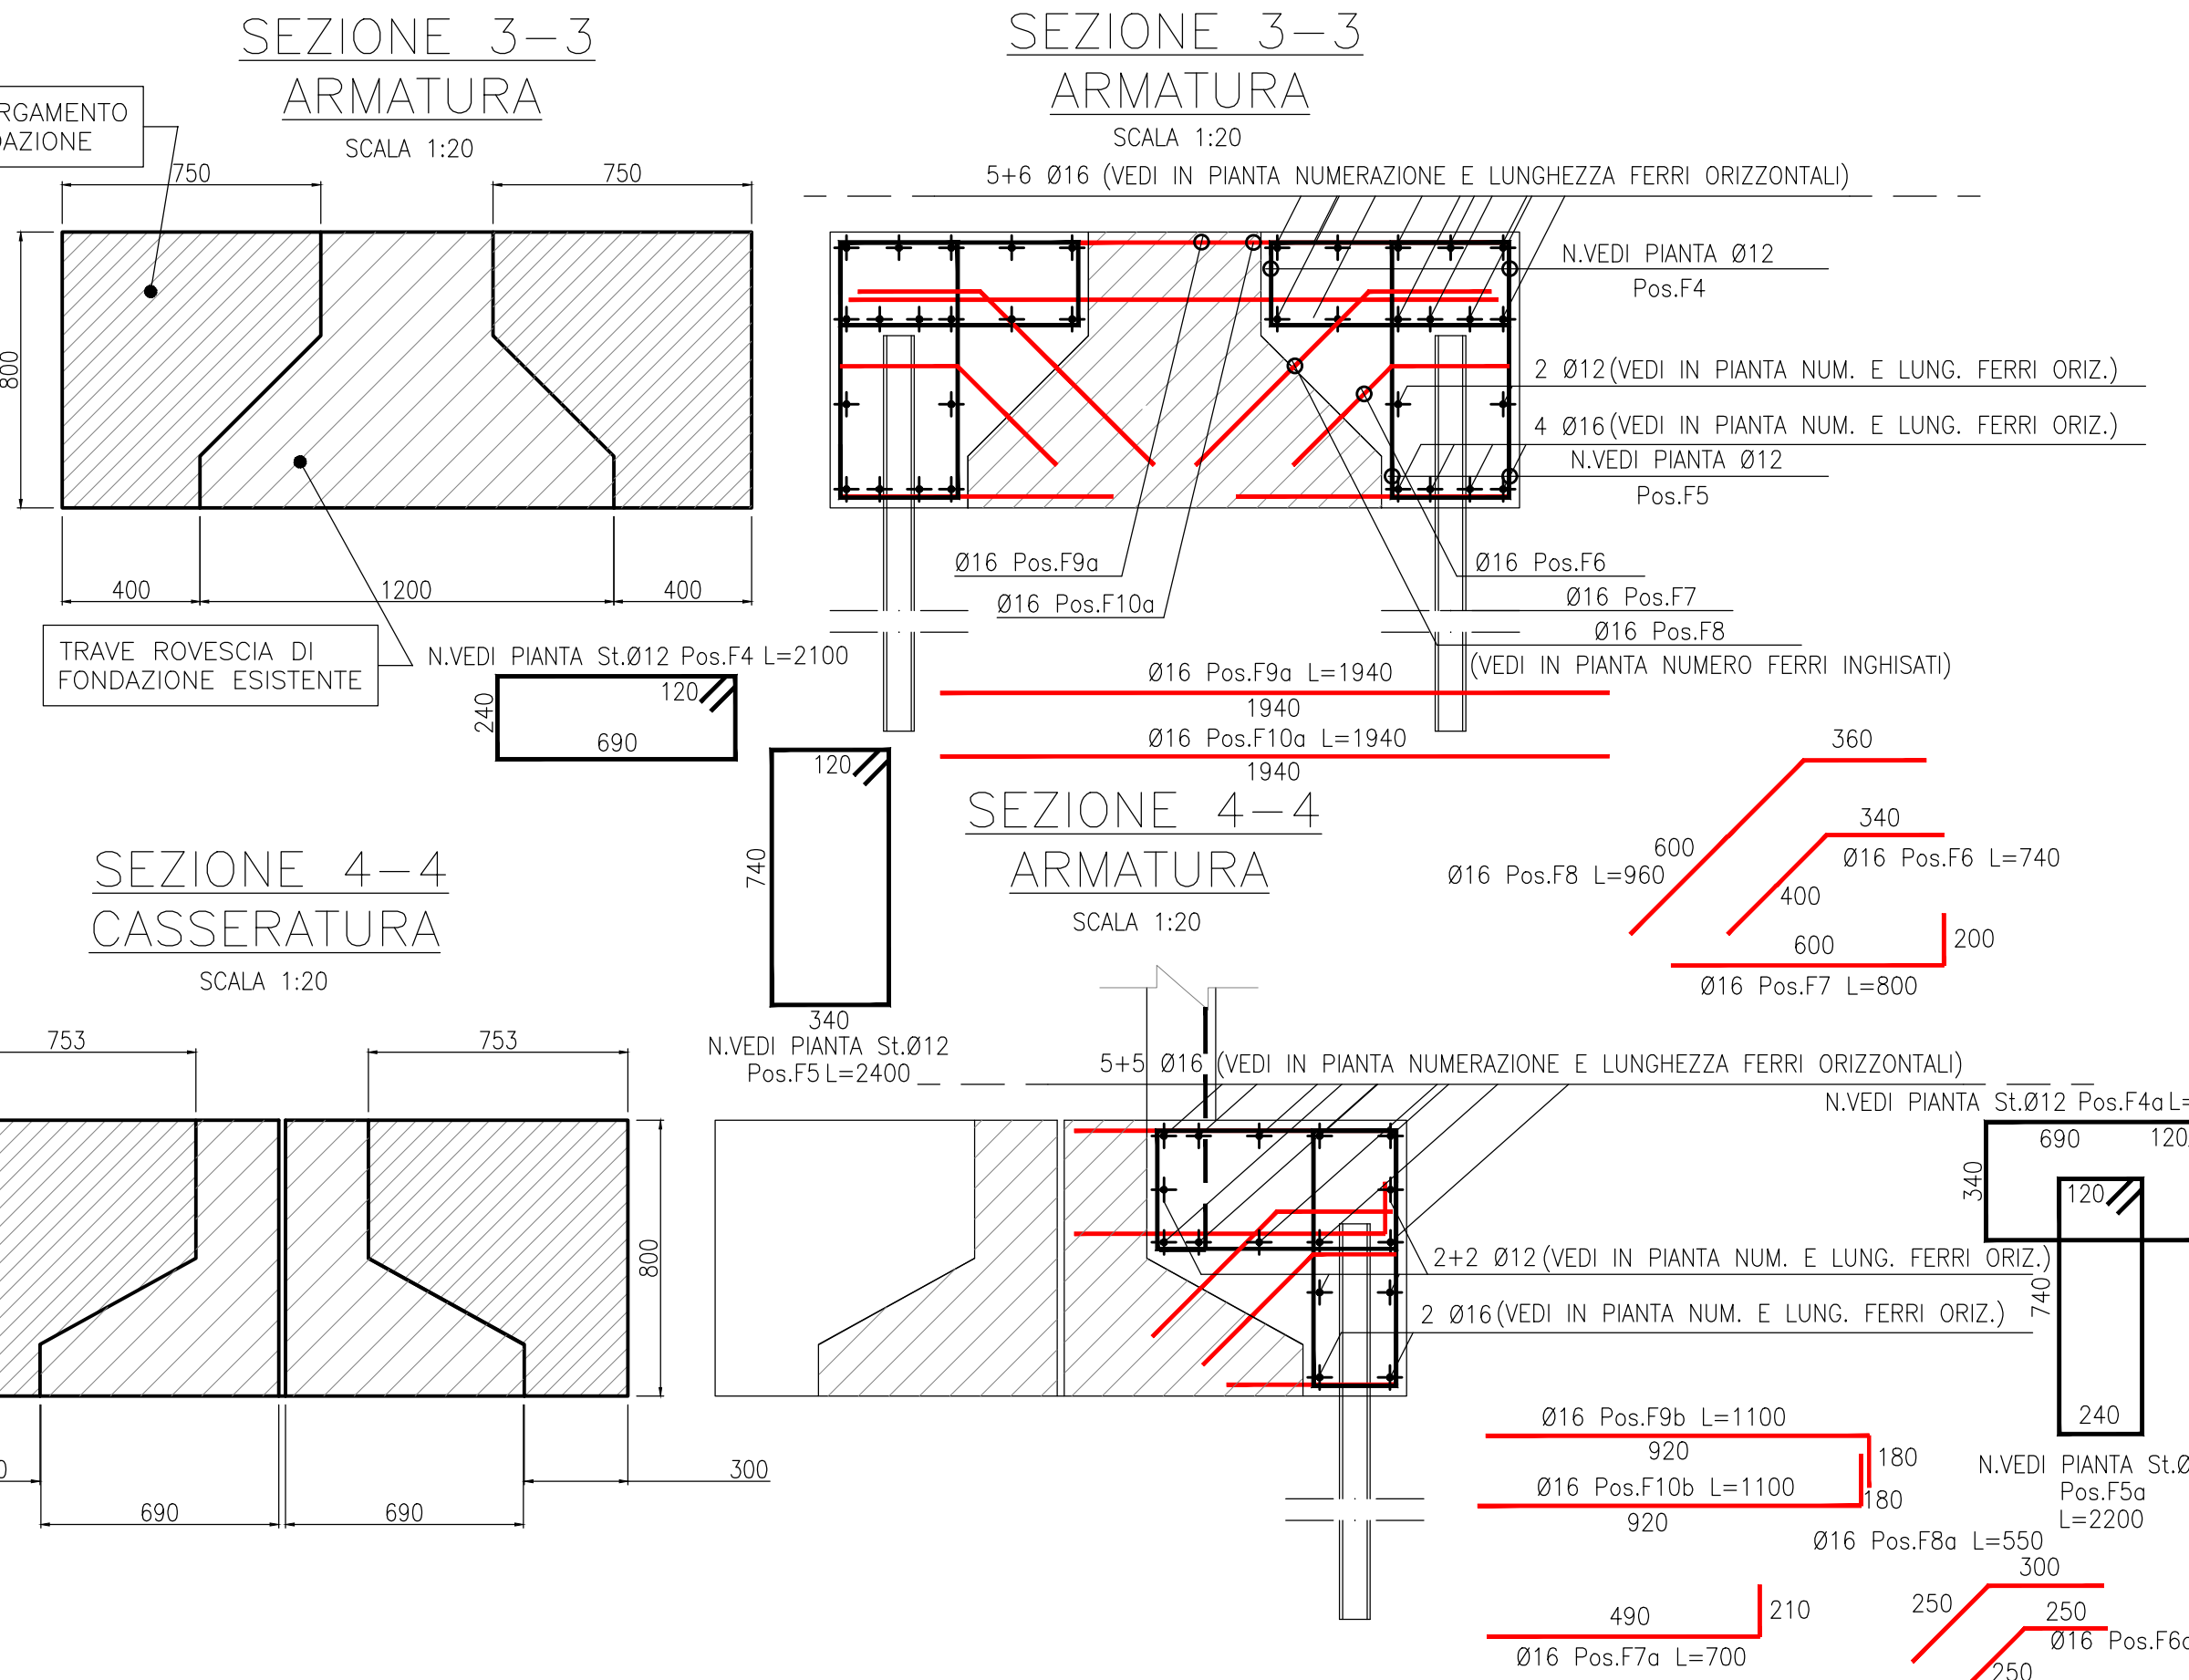 SEZIONE 3-3
ARMATURA
SCALA 1:20
750
750
800
400
1200
400
TRAVE ROVESCIA DI
FONDAZIONE ESISTENTE
SEZIONE 3-3
ARMATURA
SCALA 1:20
5+6 Ø16 (VEDI IN PIANTA NUMERAZIONE E LUNGHEZZA FERRI ORIZZONTALI)
N.VEDI PIANTA Ø12
Pos.F4
2 Ø12(VEDI IN PIANTA NUM. E LUNG. FERRI ORIZ.)
4 Ø16(VEDI IN PIANTA NUM. E LUNG. FERRI ORIZ.)
N.VEDI PIANTA Ø12
Pos.F5
Ø16 Pos.F9a
Ø16 Pos.F10a
Ø16 Pos.F6
Ø16 Pos.F7
Ø16 Pos.F8
(VEDI IN PIANTA NUMERO FERRI INGHISATI)
N.VEDI PIANTA St.Ø12 Pos.F4 L=2100
240
120
690
Ø16 Pos.F9a L=1940
1940
Ø16 Pos.F10a L=1940
1940
120
740
340
N.VEDI PIANTA St.Ø12
Pos.F5 L=2400
360
600
Ø16 Pos.F8 L=960
340
Ø16 Pos.F6 L=740
400
600
200
Ø16 Pos.F7 L=800
SEZIONE 4-4
CASSERATURA
SCALA 1:20
753
753
800
300
690
690
SEZIONE 4-4
ARMATURA
SCALA 1:20
5+5 Ø16 (VEDI IN PIANTA NUMERAZIONE E LUNGHEZZA FERRI ORIZZONTALI)
2+2 Ø12(VEDI IN PIANTA NUM. E LUNG. FERRI ORIZ.)
2 Ø16(VEDI IN PIANTA NUM. E LUNG. FERRI ORIZ.)
N.VEDI PIANTA St.Ø12 Pos.F4a L=
690
120
340
120
740
240
N.VEDI PIANTA
Pos.F5a
L=2200
Ø16 Pos.F9b L=1100
920
180
Ø16 Pos.F10b L=1100
180
920
Ø16 Pos.F8a L=550
300
250
250
Ø16
250
490
210
Ø16 Pos.F7a L=700